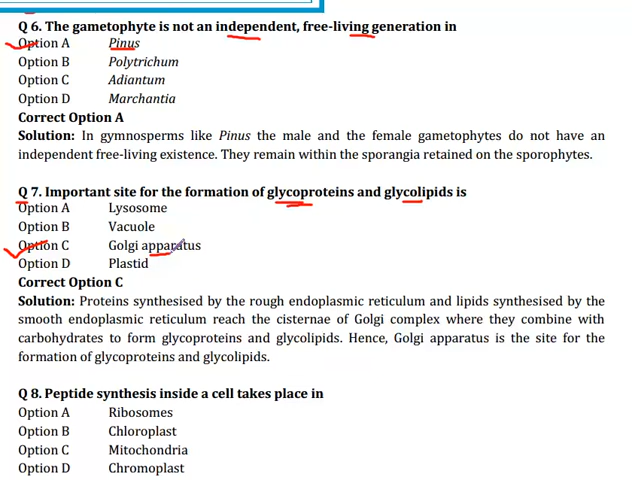 Q 6. The gametophyte is not an independent, free-living generation in
Option A Pinus
Option B Polytrichum
Option C Adiantum
Option D Marchantia
Correct Option A
Solution: In gymnosperms like Pinus the male and the female gametophytes do not have an
independent free-living existence. They remain within the sporangia retained on the sporophytes.
Q 7. Important site for the formation of glycoproteins and glycolipids is
Option A Lysosome
Option B Vacuole
Option C Golgi apparatus
Option D Plastid
Correct Option C
Solution: Proteins synthesised by the rough endoplasmic reticulum and lipids synthesised by the
smooth endoplasmic reticulum reach the cisternae of Golgi complex where they combine with
carbohydrates to form glycoproteins and glycolipids. Hence, Golgi apparatus is the site for the
formation of glycoproteins and glycolipids.
Q 8. Peptide synthesis inside a cell takes place in
Option A Ribosomes
Option B Chloroplast
Option C Mitochondria
Option D Chromoplast